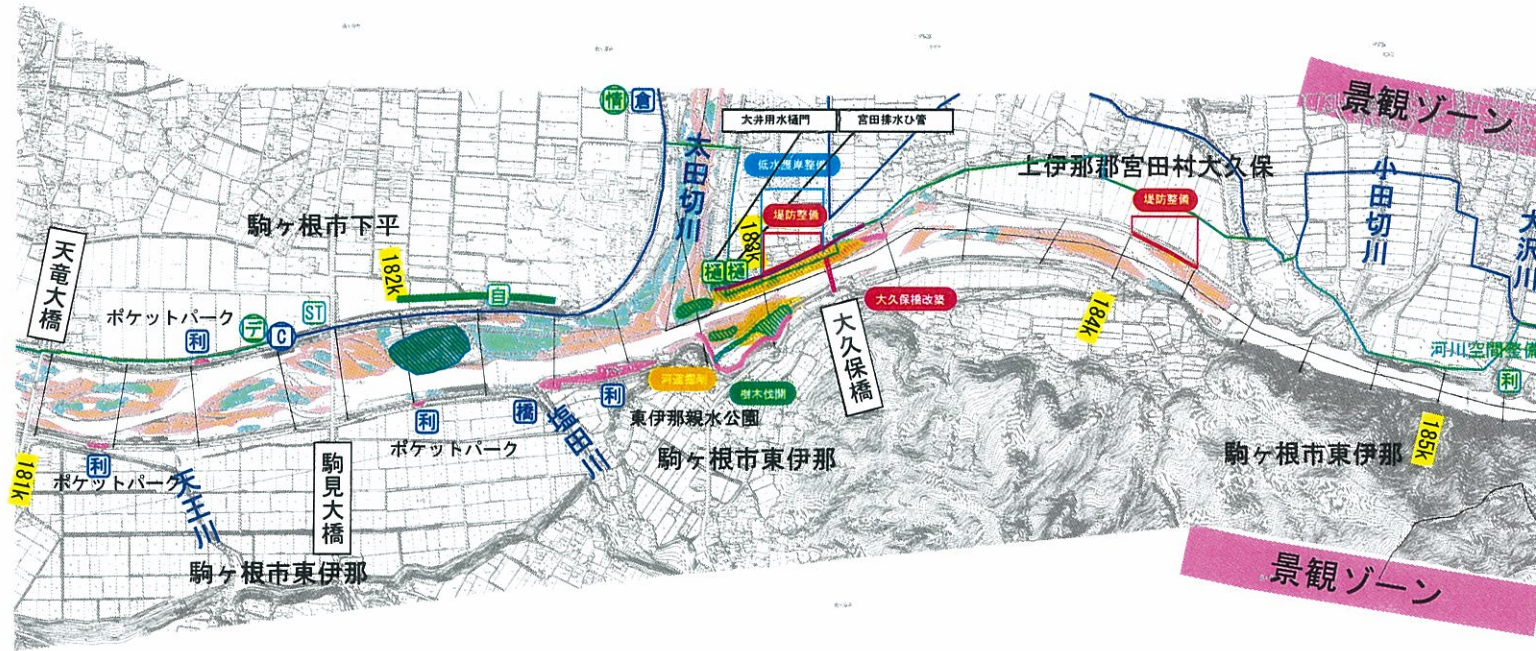 景観ゾーン
情
倉
大井用水樋門
宮田排水ひ管
太田切川
低水護岸整備
上伊那郡宮田村大久保
小田切川
堤防整備
堤防整備
大沢川
駒ヶ根市下平
天竜大橋
182K
183K
樋
樋
自
ST
ポケットパーク
利
デ
C
大久保橋改築
184K
大久保橋
河川空間整備
利
河道掘削
樹木伐開
利
東伊那親水公園
橋
塩田川
利
ポケットパーク
駒ヶ根市東伊那
駒ヶ根市東伊那
185K
181K
利
ポケットパーク
天王川
駒見大橋
駒ヶ根市東伊那
景観ゾーン